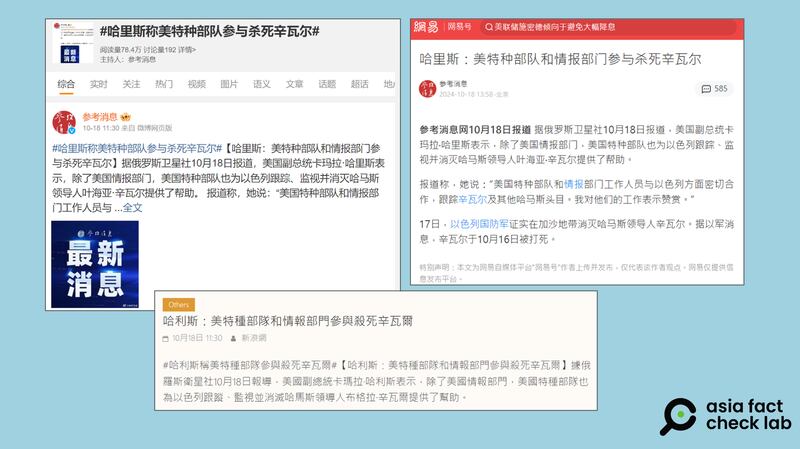 #哈里斯称美特种部队参与杀死辛瓦尔#
阅读量78.4万 讨论量192 详情>
主持人：参考消息
最新
消息
综合 实时 关注 热门 视频 图片 语义 文章 话题 超话
参考消息
10-18 11:30 来自 微博网页版
#哈里斯称美特种部队参与杀死辛瓦尔#【哈里斯：美特种部队和情报部门参
与杀死辛瓦尔】据俄罗斯卫星社10月18日报道，美国副总统卡玛拉·哈里斯表
示，除了美国情报部门，美国特种部队也为以色列跟踪、监视并消灭哈马斯
领导人叶海亚·辛瓦尔提供了帮助。 报道称，她说：“美国特种部队和情报部
门工作人员与 ...全文
参考消息
最新
消息
網易 | 网易号
美联储施密德倾向于避免大幅降息
哈里斯：美特种部队和情报部门参与杀死辛瓦尔
参考消息
2024-10-18 13:58·北京
585
参考消息网10月18日报道 据俄罗斯卫星社10月18日报道，美国副总统卡
玛拉·哈里斯表示，除了美国情报部门，美国特种部队也为以色列跟踪、监
视并消灭哈马斯领导人叶海亚·辛瓦尔提供了帮助。
报道称，她说：“美国特种部队和情报部门工作人员与以色列方面密切合
作，跟踪辛瓦尔及其他哈马斯头目。我对他们的工作表示赞赏。”
17日，以色列国防军证实在加沙地带消灭哈马斯领导人辛瓦尔。据以军消
息，辛瓦尔于10月16日被打死。
特别声明：本文为网易自媒体平台“网易号”作者上传并发布，仅代表该作者观点。网易仅提供信
息发布平台。
Others
哈利斯：美特種部隊和情報部門參與殺死辛瓦爾
10月18日 11:30 新浪網
#哈利斯稱美特種部隊參與殺死辛瓦爾#【哈利斯：美特種部隊和情報部門參與殺死辛瓦爾】據俄
羅斯衛星社10月18日報導，美國副總統卡瑪拉·哈利斯表示，除了美國情報部門，美國特種部隊也
為以色列跟蹤、監視並消滅哈馬斯領導人布格拉·辛瓦爾提供了幫助。
asia fact
check lab